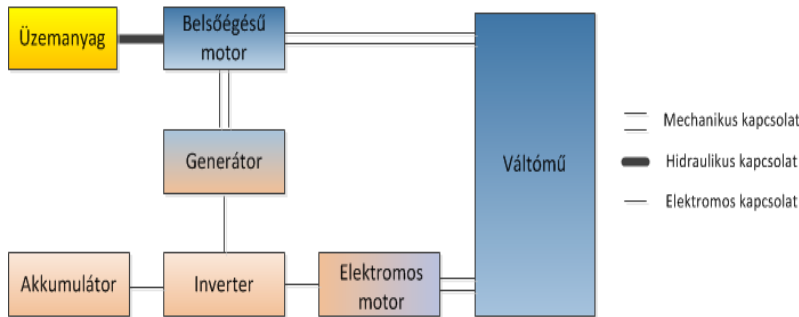 Üzemanyag
Belsőégésű
motor
Generátor
Váltómű
Akkumulátor
Inverter
Elektromos
motor
Mechanikus kapcsolat
Hidraulikus kapcsolat
Elektromos kapcsolat